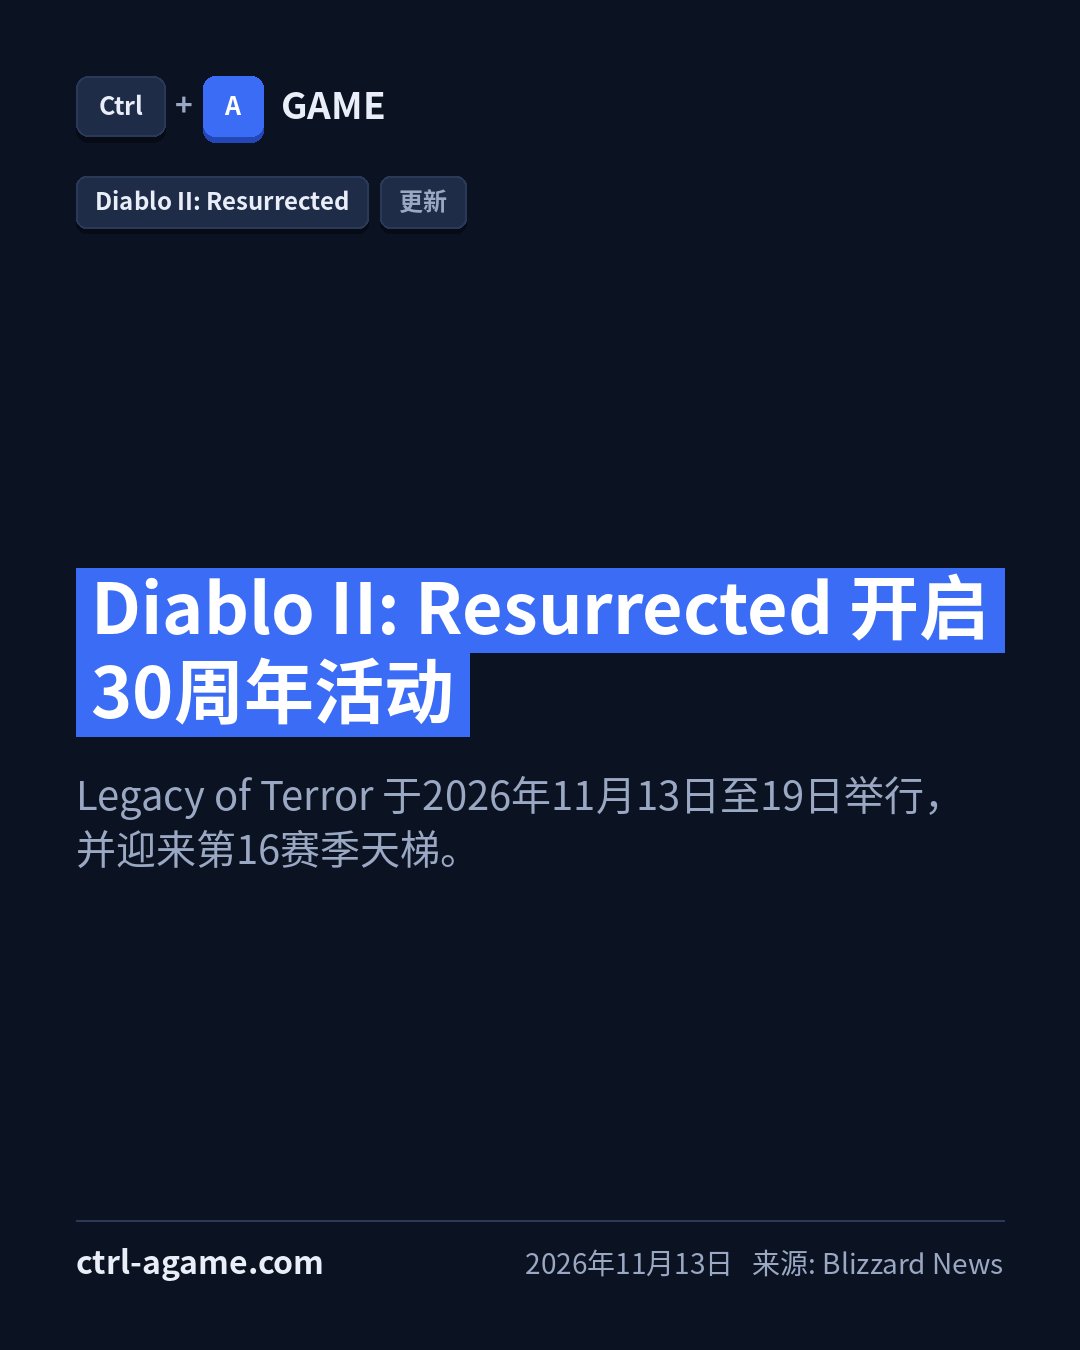 Ctrl + A GAME
Diablo II: Resurrected 更新
Diablo II: Resurrected 开启
30周年活动
Legacy of Terror 于2026年11月13日至19日举行，
并迎来第16赛季天梯。
ctrl-agame.com 2026年11月13日 来源: Blizzard News